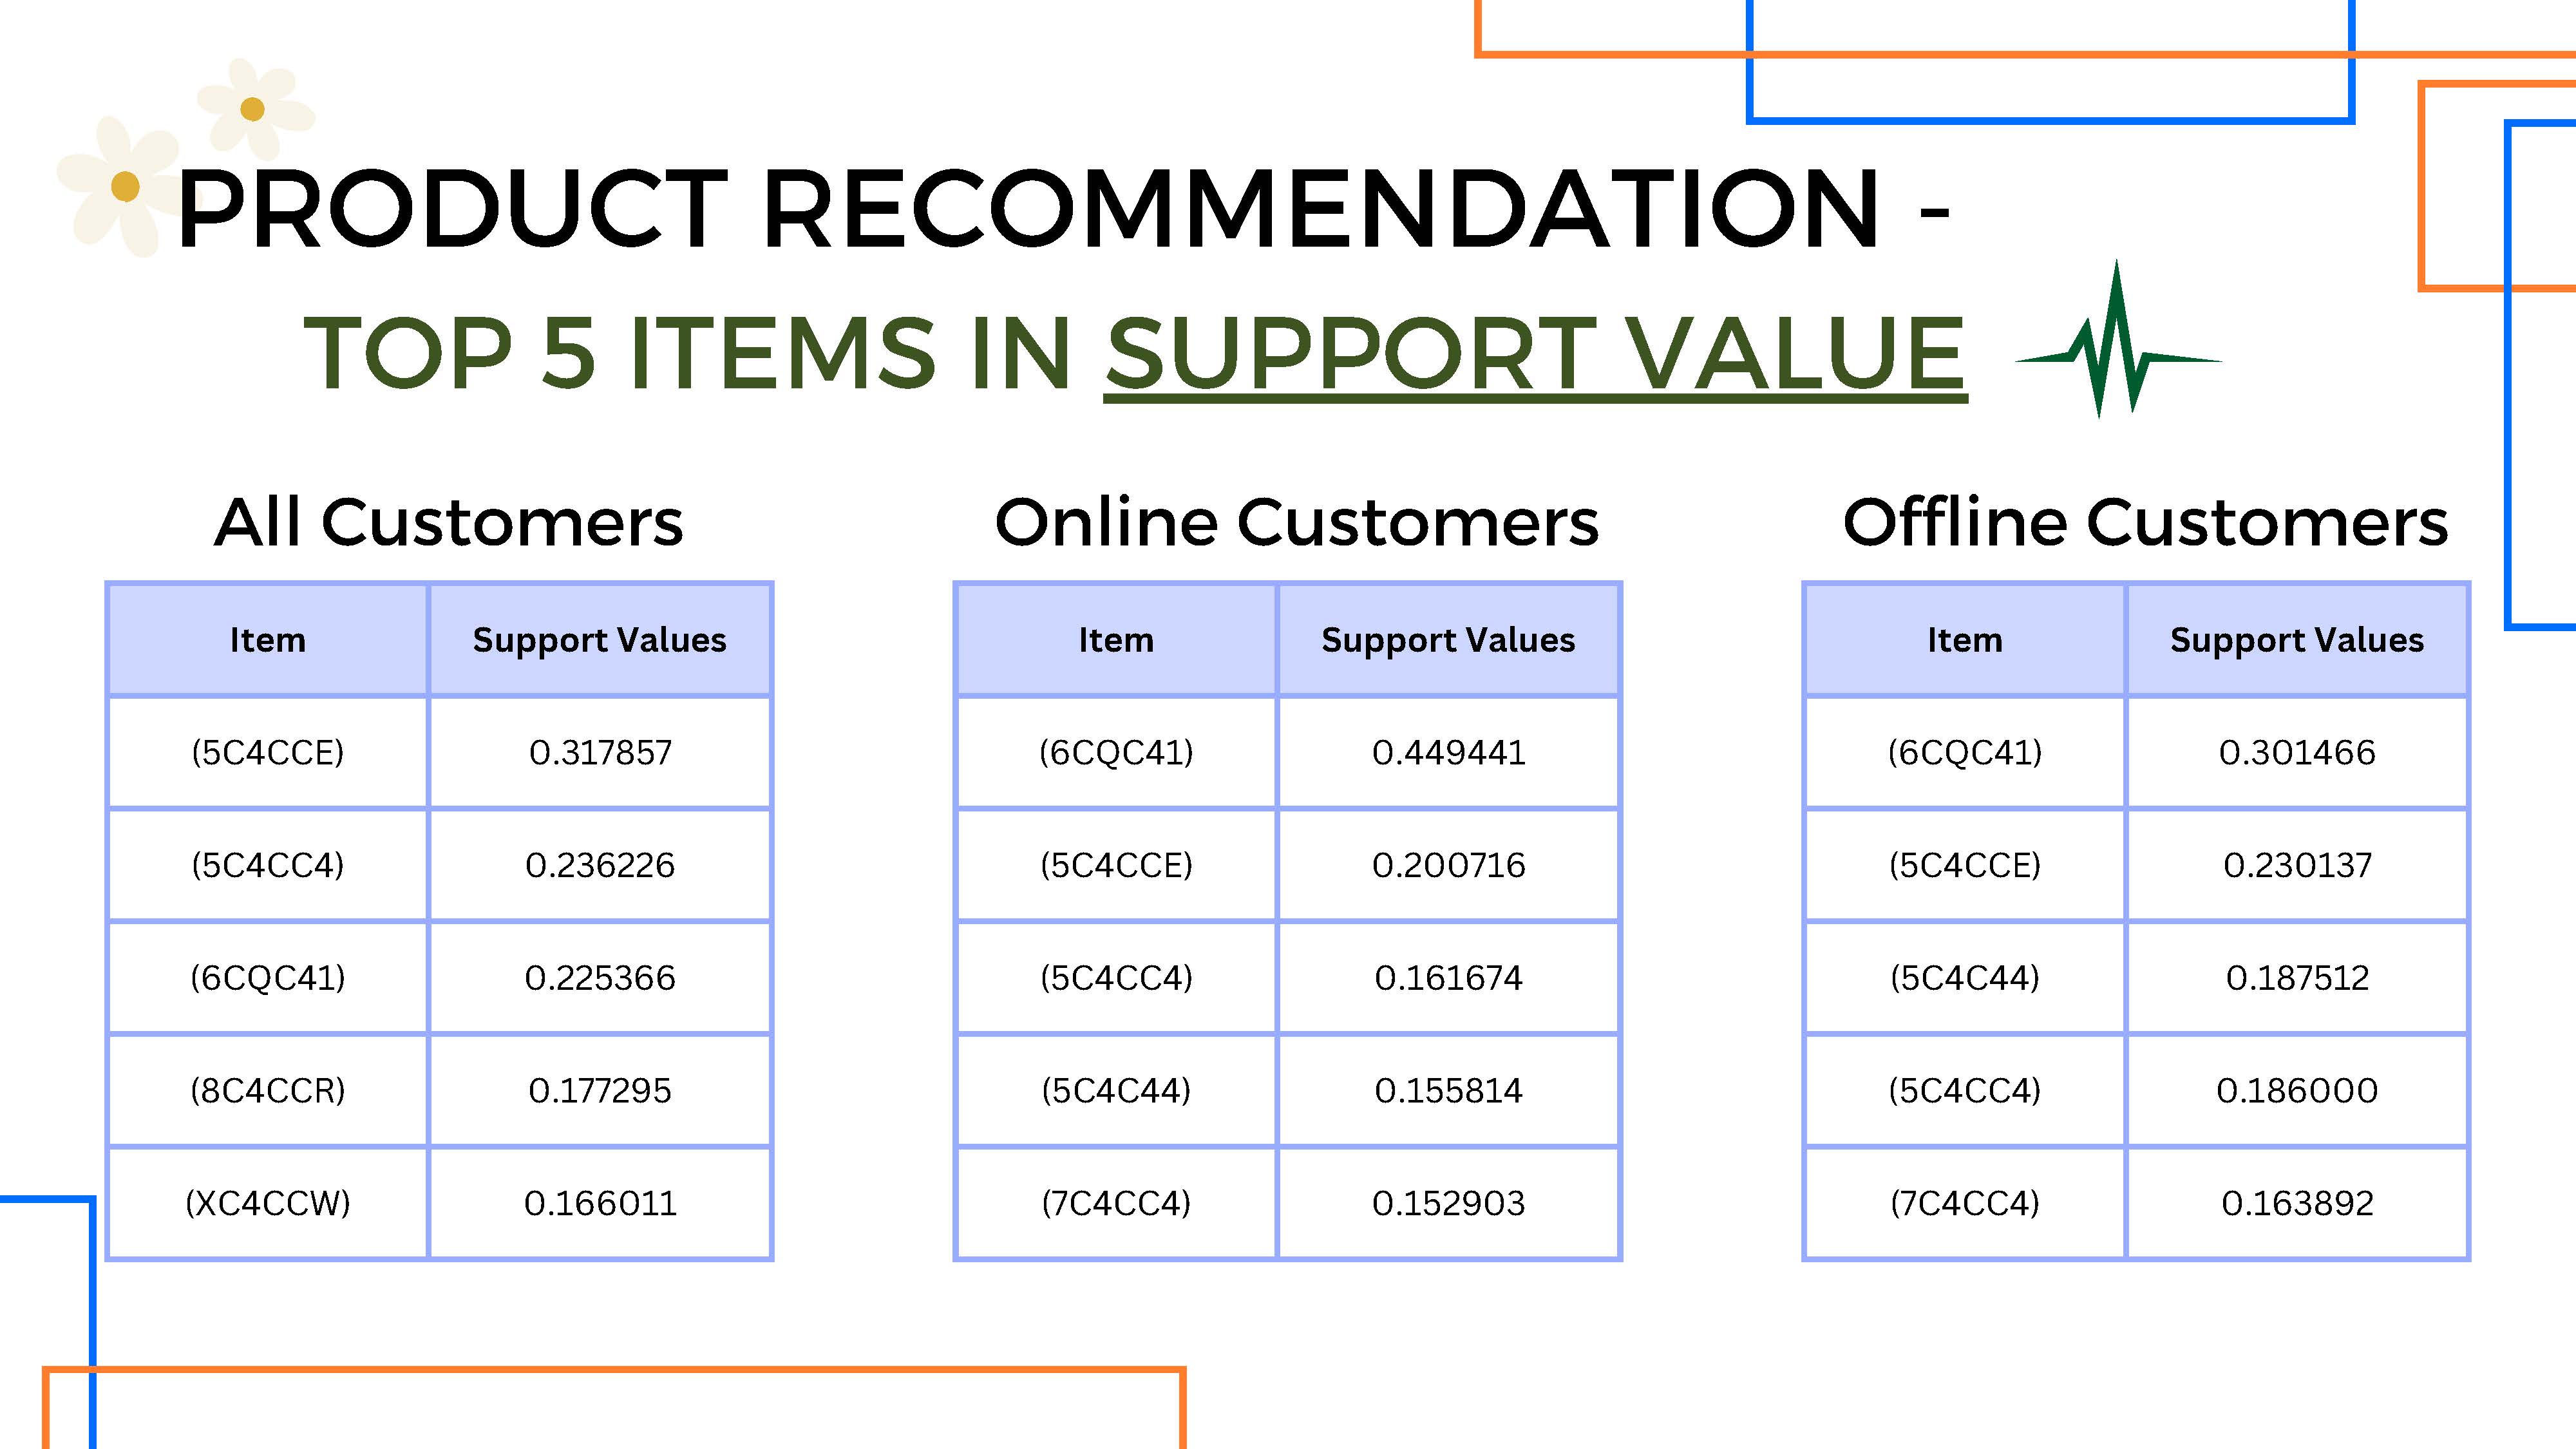 PRODUCT RECOMMENDATION -
TOP 5 ITEMS IN SUPPORT VALUE
All Customers
Item Support Values
(5C4CCE) 0.317857
(5C4CC4) 0.236226
(6CQC41) 0.225366
(8C4CCR) 0.177295
(XC4CCW) 0.166011
Online Customers
Item Support Values
(6CQC41) 0.449441
(5C4CCE) 0.200716
(5C4CC4) 0.161674
(5C4C44) 0.155814
(7C4CC4) 0.152903
Offline Customers
Item Support Values
(6CQC41) 0.301466
(5C4CCE) 0.230137
(5C4C44) 0.187512
(5C4CC4) 0.186000
(7C4CC4) 0.163892